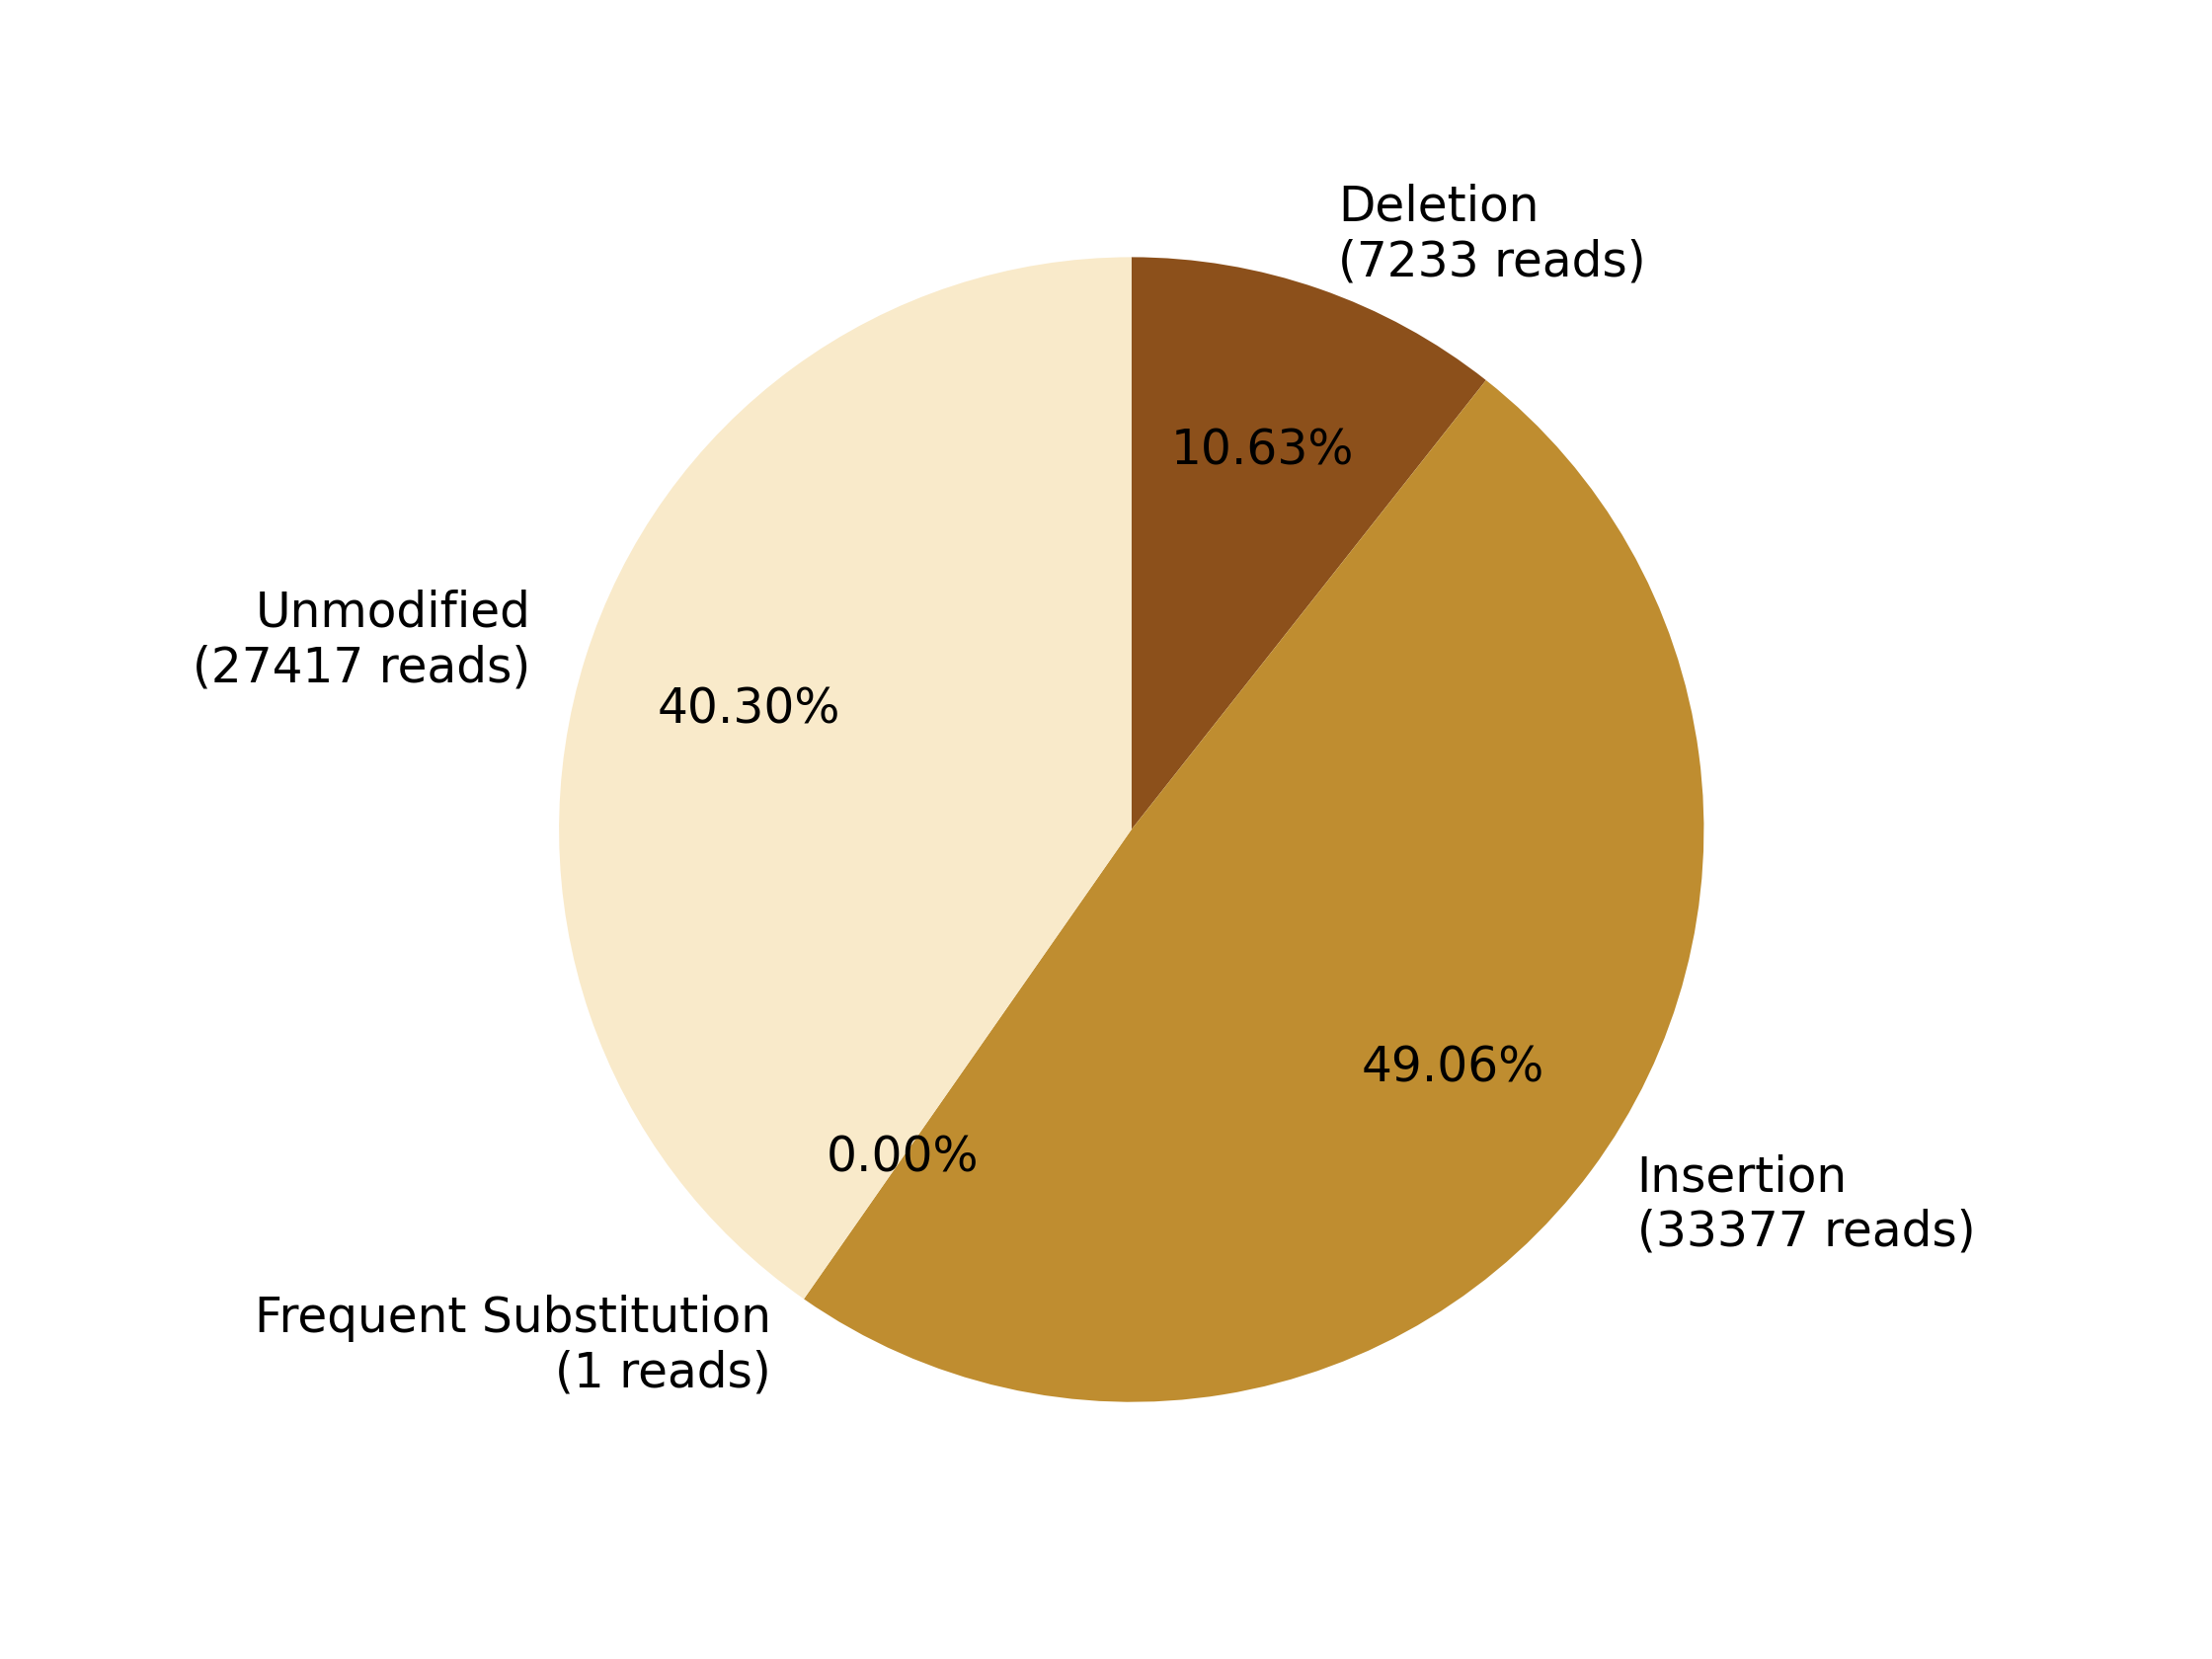 Deletion
(7233 reads)
10.63%
Unmodified
(27417 reads)
40.30%
49.06%
0.00%
Insertion
(33377 reads)
Frequent Substitution
(1 reads)